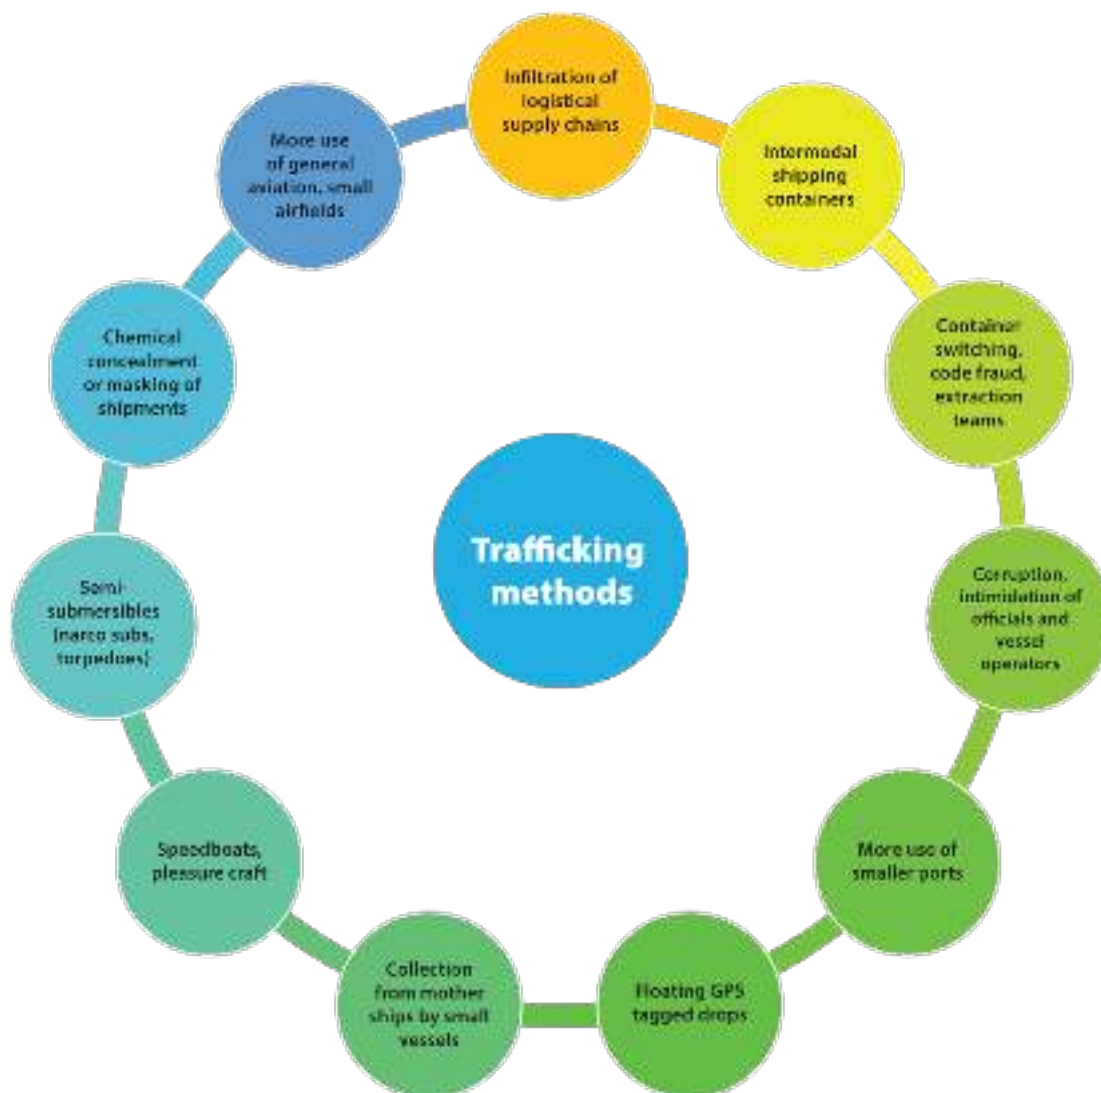 Infiltration of
logistical
supply chains
Intermodal
shipping
containers
Container
switching,
code fraud,
extraction
teams
Corruption,
intimidation of
officials and
vessel
operators
More use of
smaller ports
Floating GPS
tagged drops
Collection
from mother
ships by small
vessels
Speedboats,
pleasure craft
Semi-
submersibles
(narco subs,
torpedoes)
Chemical
concealment
or masking of
shipments
More use
of general
aviation, small
airfields
Trafficking
methods